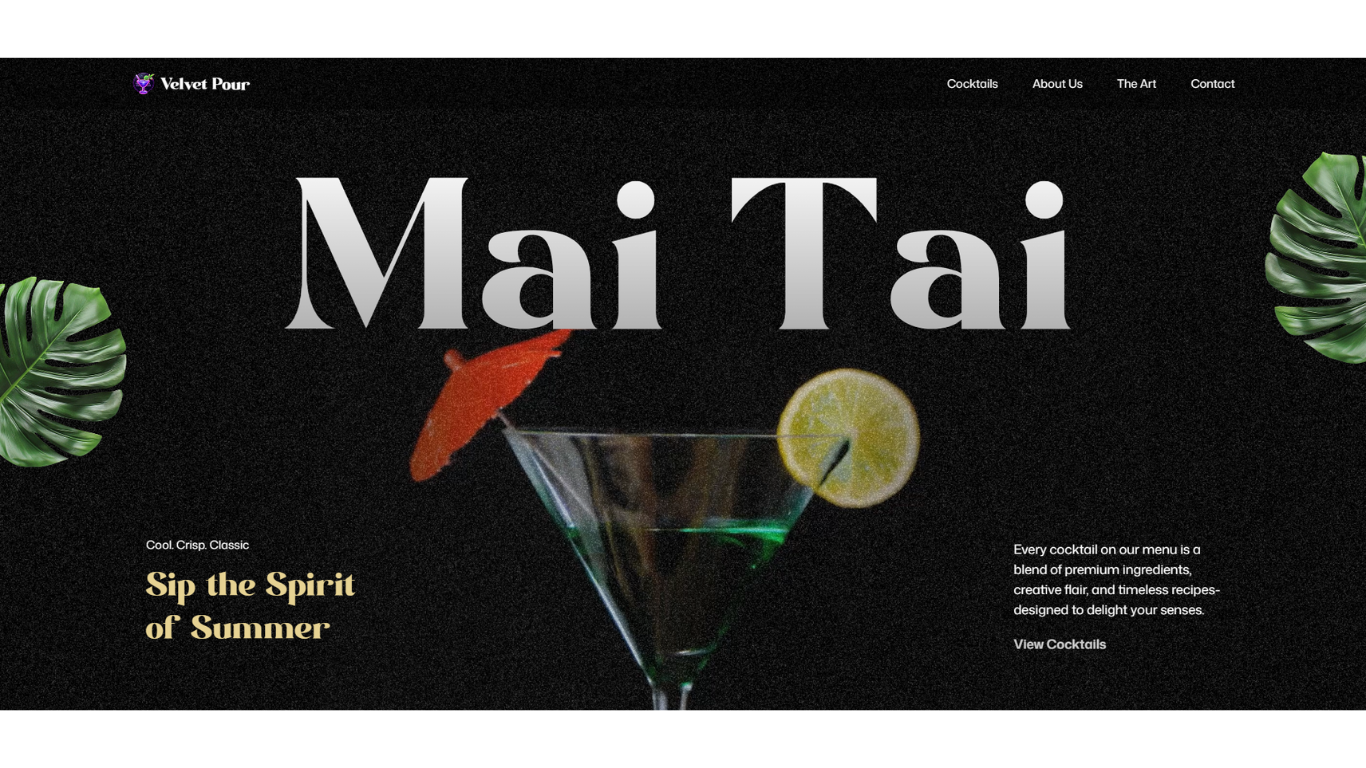 Velvet Pour
Cocktails
About Us
The Art
Contact
Mai Tai
Cool. Crisp. Classic
Sip the Spirit
of Summer
Every cocktail on our menu is a
blend of premium ingredients,
creative flair, and timeless recipes-
designed to delight your senses.
View Cocktails